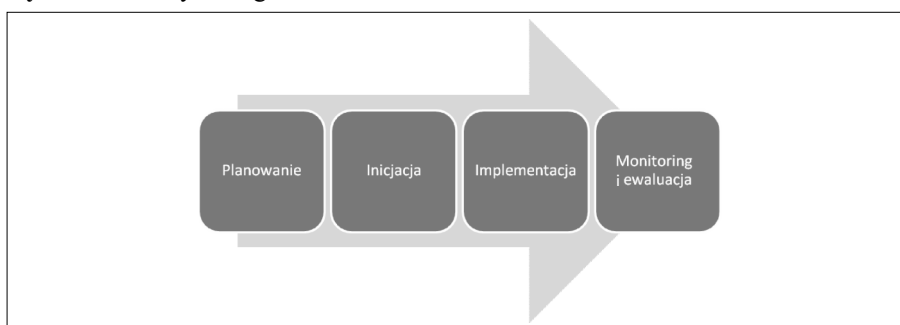 Planowanie
Inicjacja
Implementacja
Monitoring
i ewaluacja